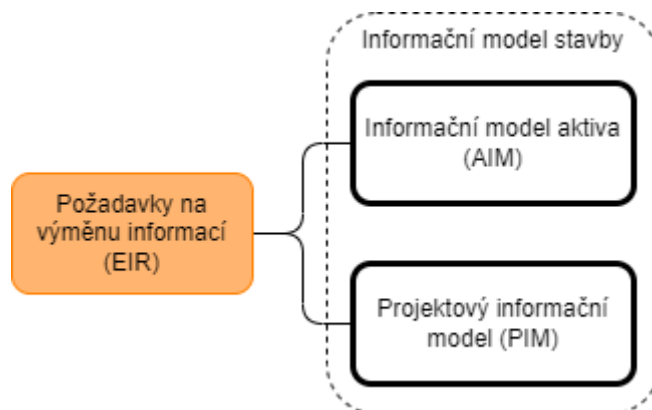 Informační model stavby
Informační model aktiva
(AIM)
Požadavky na
výměnu informací
(EIR)
Projektový informační
model (PIM)